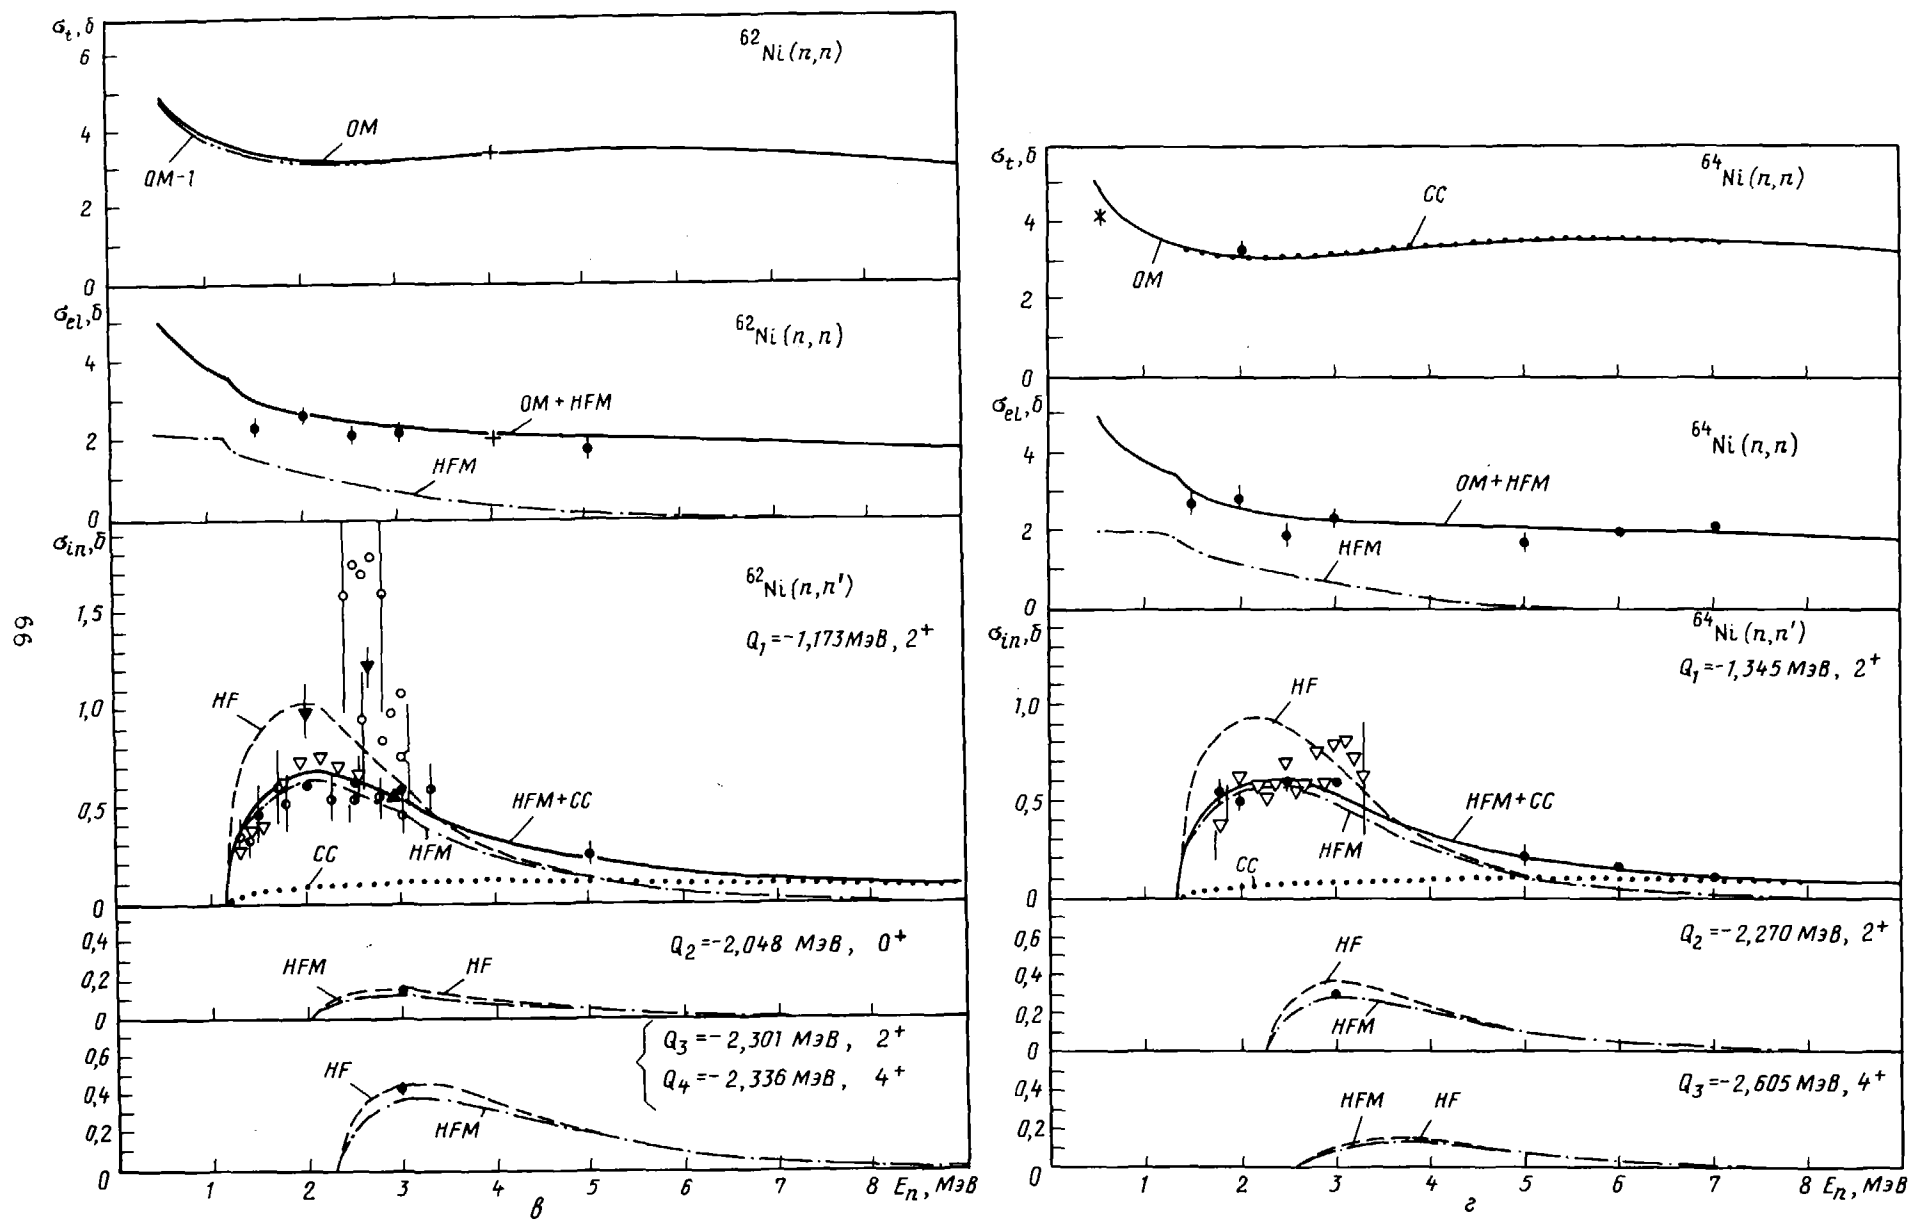 σt, б
6
4
2
0
⁶²Ni(n,n)
OM
OM-1
σel, б
4
2
0
⁶²Ni(n,n)
OM+HFM
HFM
σin, б
1,5
1,0
0,5
0
⁶²Ni(n,n')
Q1=-1,173МэВ, 2+
HF
HFM+CC
CC
HFM
0,4
0,2
0
Q2=-2,048 МэВ, 0+
HFM
HF
0,6
0,4
0,2
0
Q3=-2,301 МэВ, 2+
Q4=-2,336 МэВ, 4+
HF
HFM
1 2 3 4 5 6 7 8 En, МэВ
в
σt, б
4
2
0
⁶⁴Ni(n,n)
CC
OM
σel, б
4
2
0
⁶⁴Ni(n,n)
OM+HFM
HFM
σin, б
1,0
0,5
0
⁶⁴Ni(n,n')
Q1=-1,345 МэВ, 2+
HF
HFM+CC
HFM
CC
0,6
0,4
0,2
0
Q2=-2,270 МэВ, 2+
HF
HFM
0,4
0,2
0
Q3=-2,605 МэВ, 4+
HFM
HF
1 2 3 4 5 6 7 8 En, МэВ
г
66